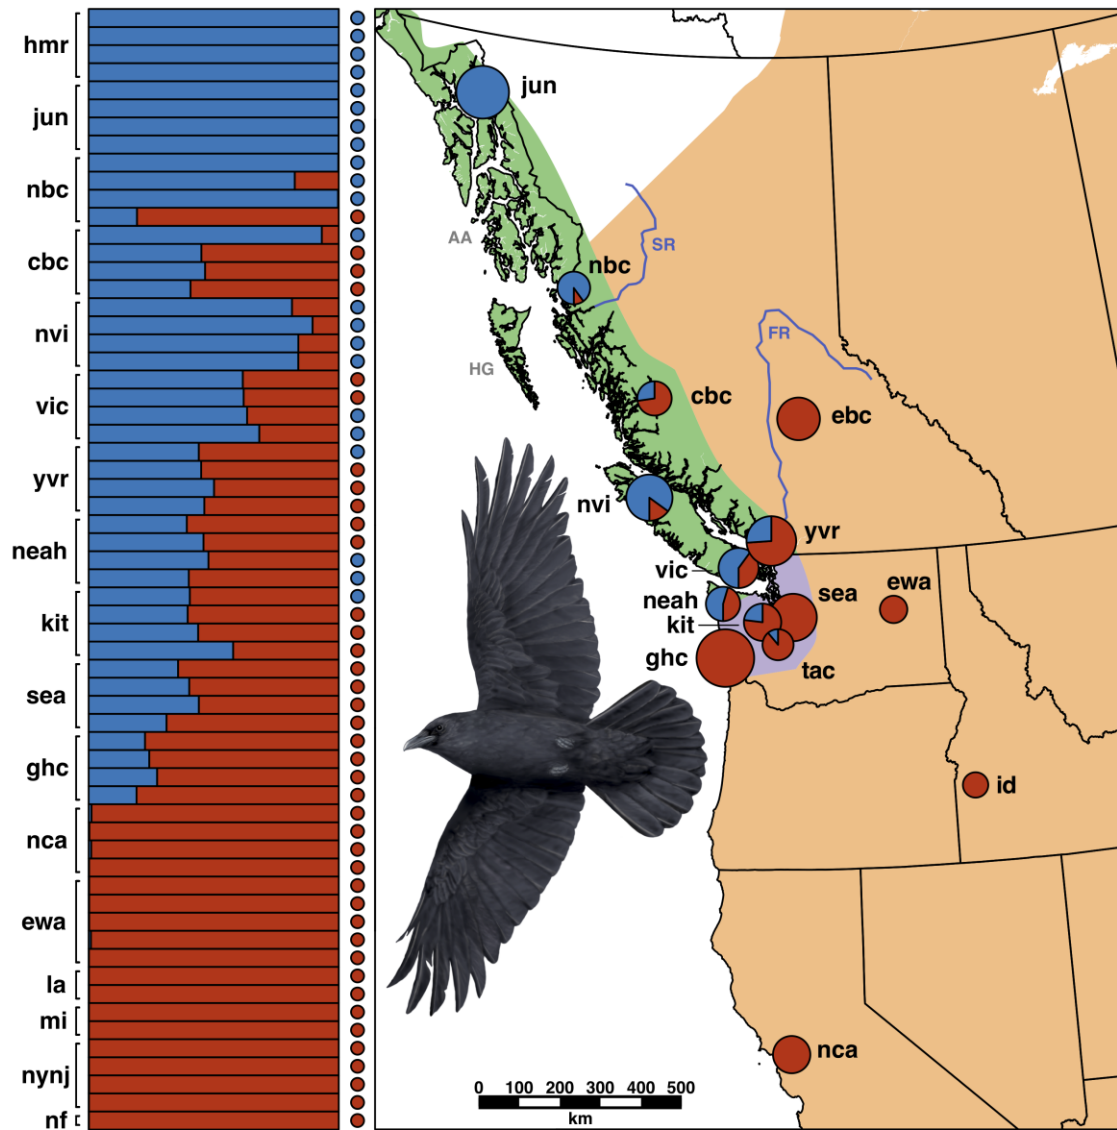 hmr
jun
nbc
cbc
nvi
vic
yvr
neah
kit
sea
ghc
nca
ewa
la
mi
nynj
nf
jun
AA
SR
nbc
HG
FR
cbc
ebc
nvi
yvr
vic
ewa
neah
sea
kit
ghc
tac
id
nca
0 100 200 300 400 500
km